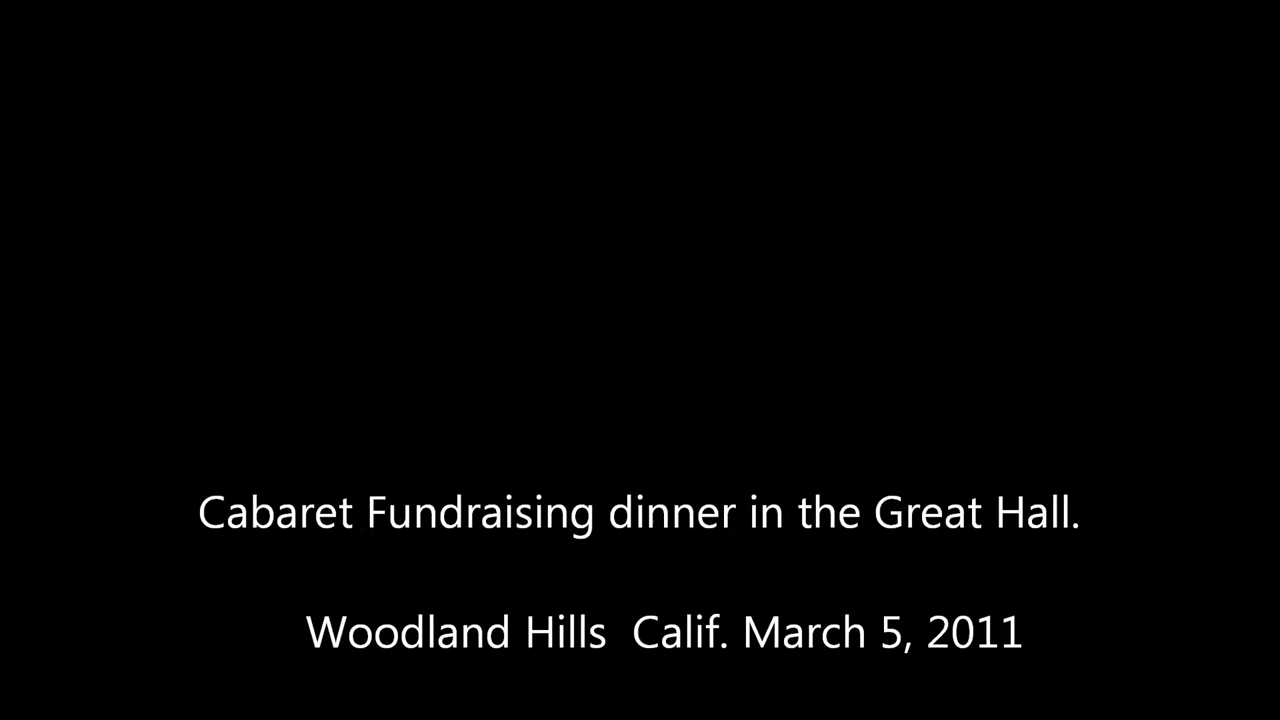 Cabaret Fundraising dinner in the Great Hall.
Woodland Hills  Calif. March 5, 2011